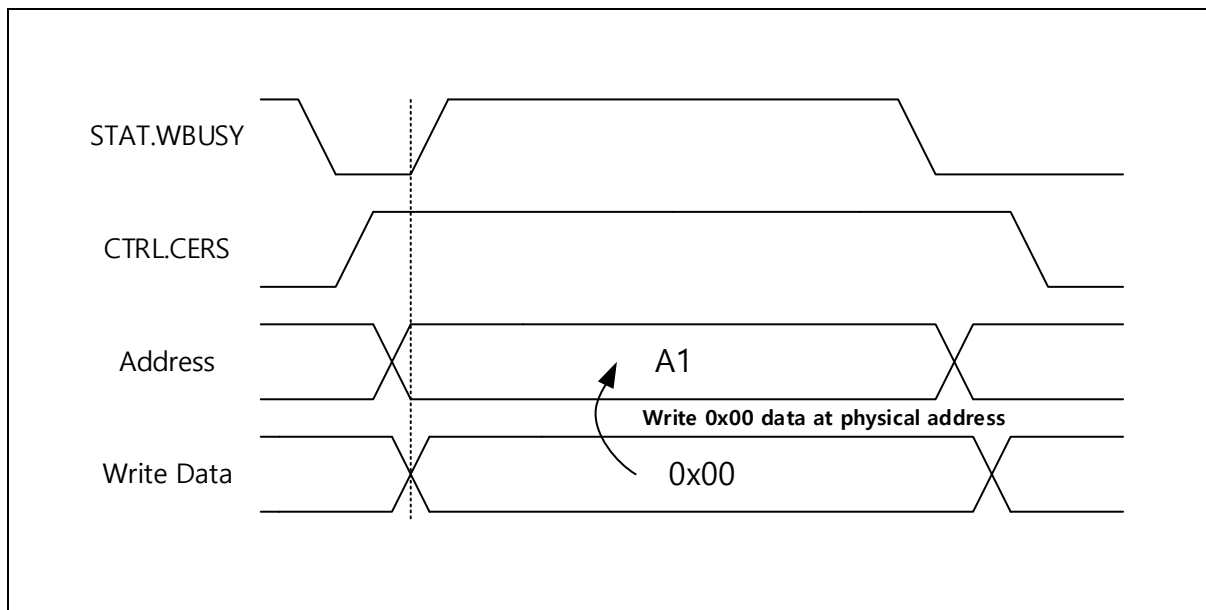 STAT.WBUSY
CTRL.CERS
Address
A1
Write 0x00 data at physical address
Write Data
0x00